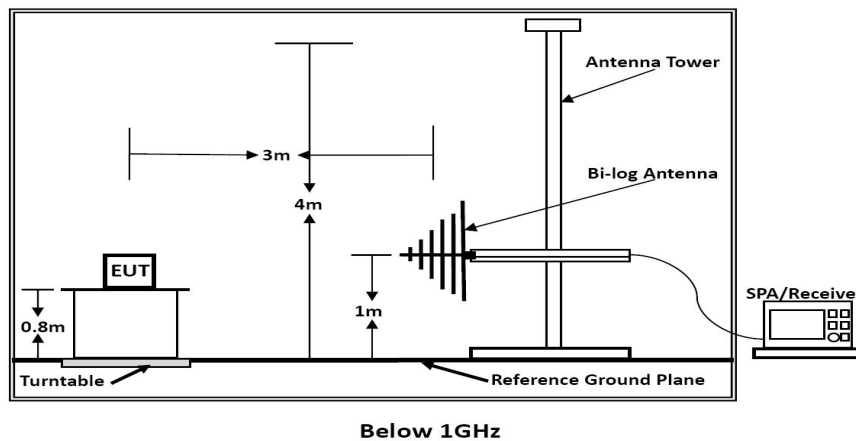 Antenna Tower
3m
Bi-log Antenna
4m
EUT
SPA/Receive
0.8m
1m
Turntable
Reference Ground Plane
Below 1GHz